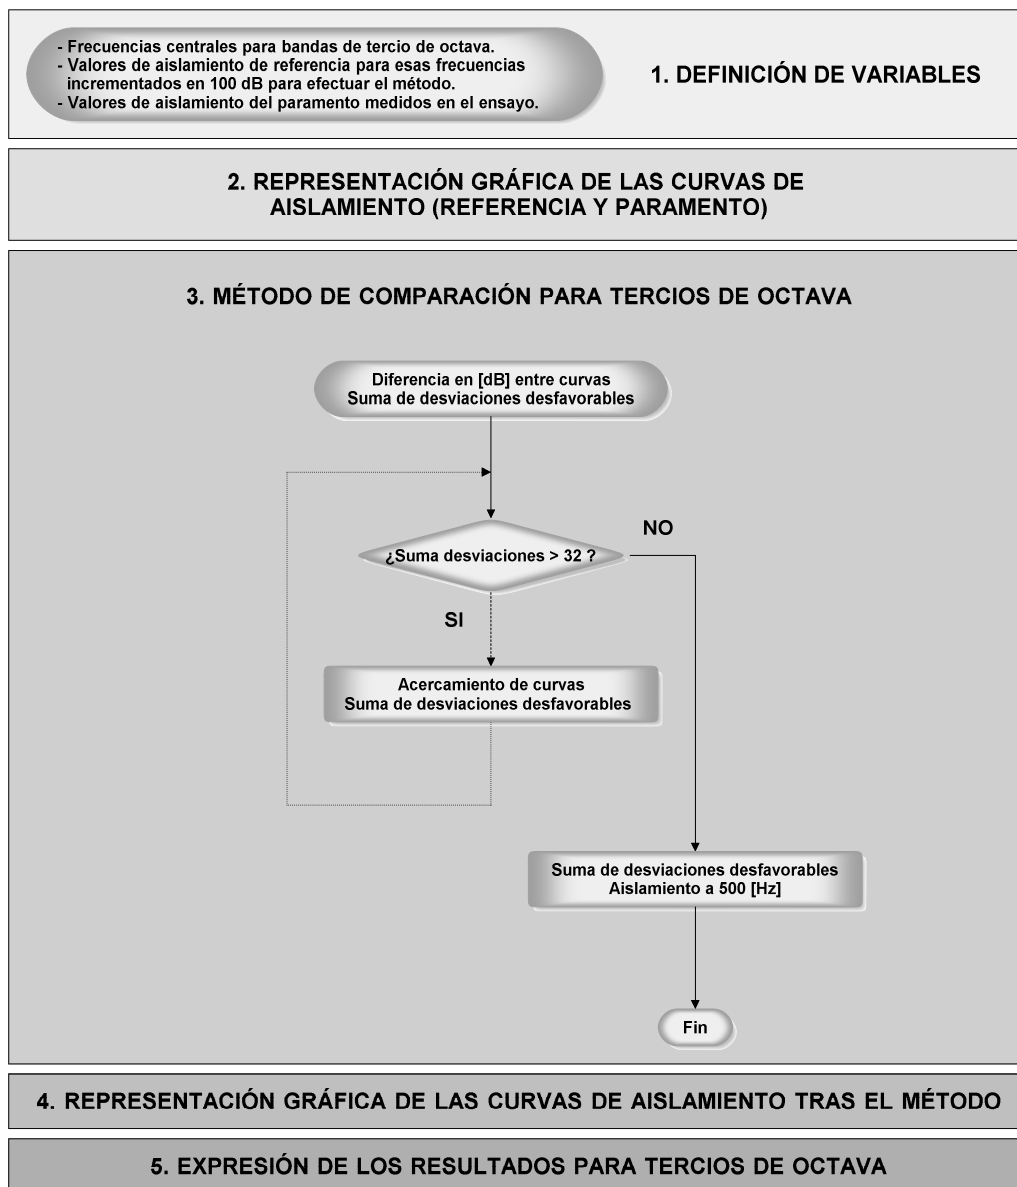 - Frecuencias centrales para bandas de tercio de octava.
- Valores de aislamiento de referencia para esas frecuencias
incrementados en 100 dB para efectuar el método.
- Valores de aislamiento del paramento medidos en el ensayo.
1. DEFINICIÓN DE VARIABLES
2. REPRESENTACIÓN GRÁFICA DE LAS CURVAS DE
AISLAMIENTO (REFERENCIA Y PARAMENTO)
3. MÉTODO DE COMPARACIÓN PARA TERCIOS DE OCTAVA
Diferencia en [dB] entre curvas
Suma de desviaciones desfavorables
¿Suma desviaciones > 32 ?
NO
SI
Acercamiento de curvas
Suma de desviaciones desfavorables
Suma de desviaciones desfavorables
Aislamiento a 500 [Hz]
Fin
4. REPRESENTACIÓN GRÁFICA DE LAS CURVAS DE AISLAMIENTO TRAS EL MÉTODO
5. EXPRESIÓN DE LOS RESULTADOS PARA TERCIOS DE OCTAVA